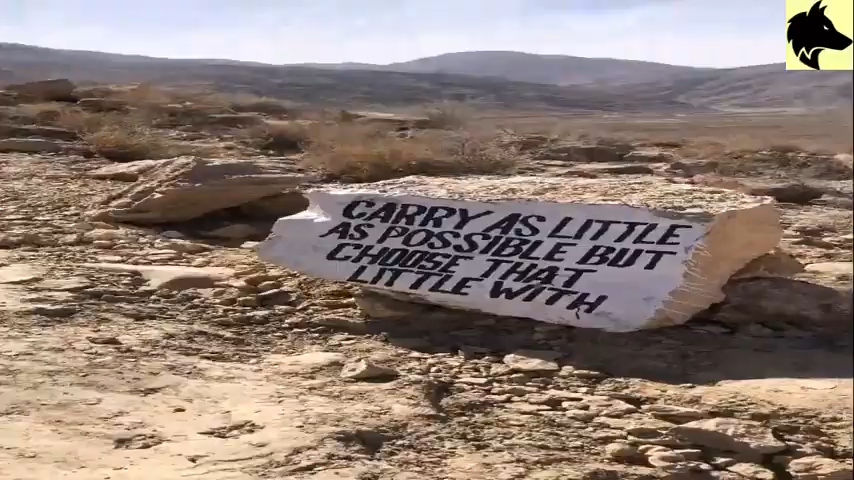 CARRY AS LITTLE
AS POSSIBLE BUT
CHOOSE THAT
LITTLE WITH